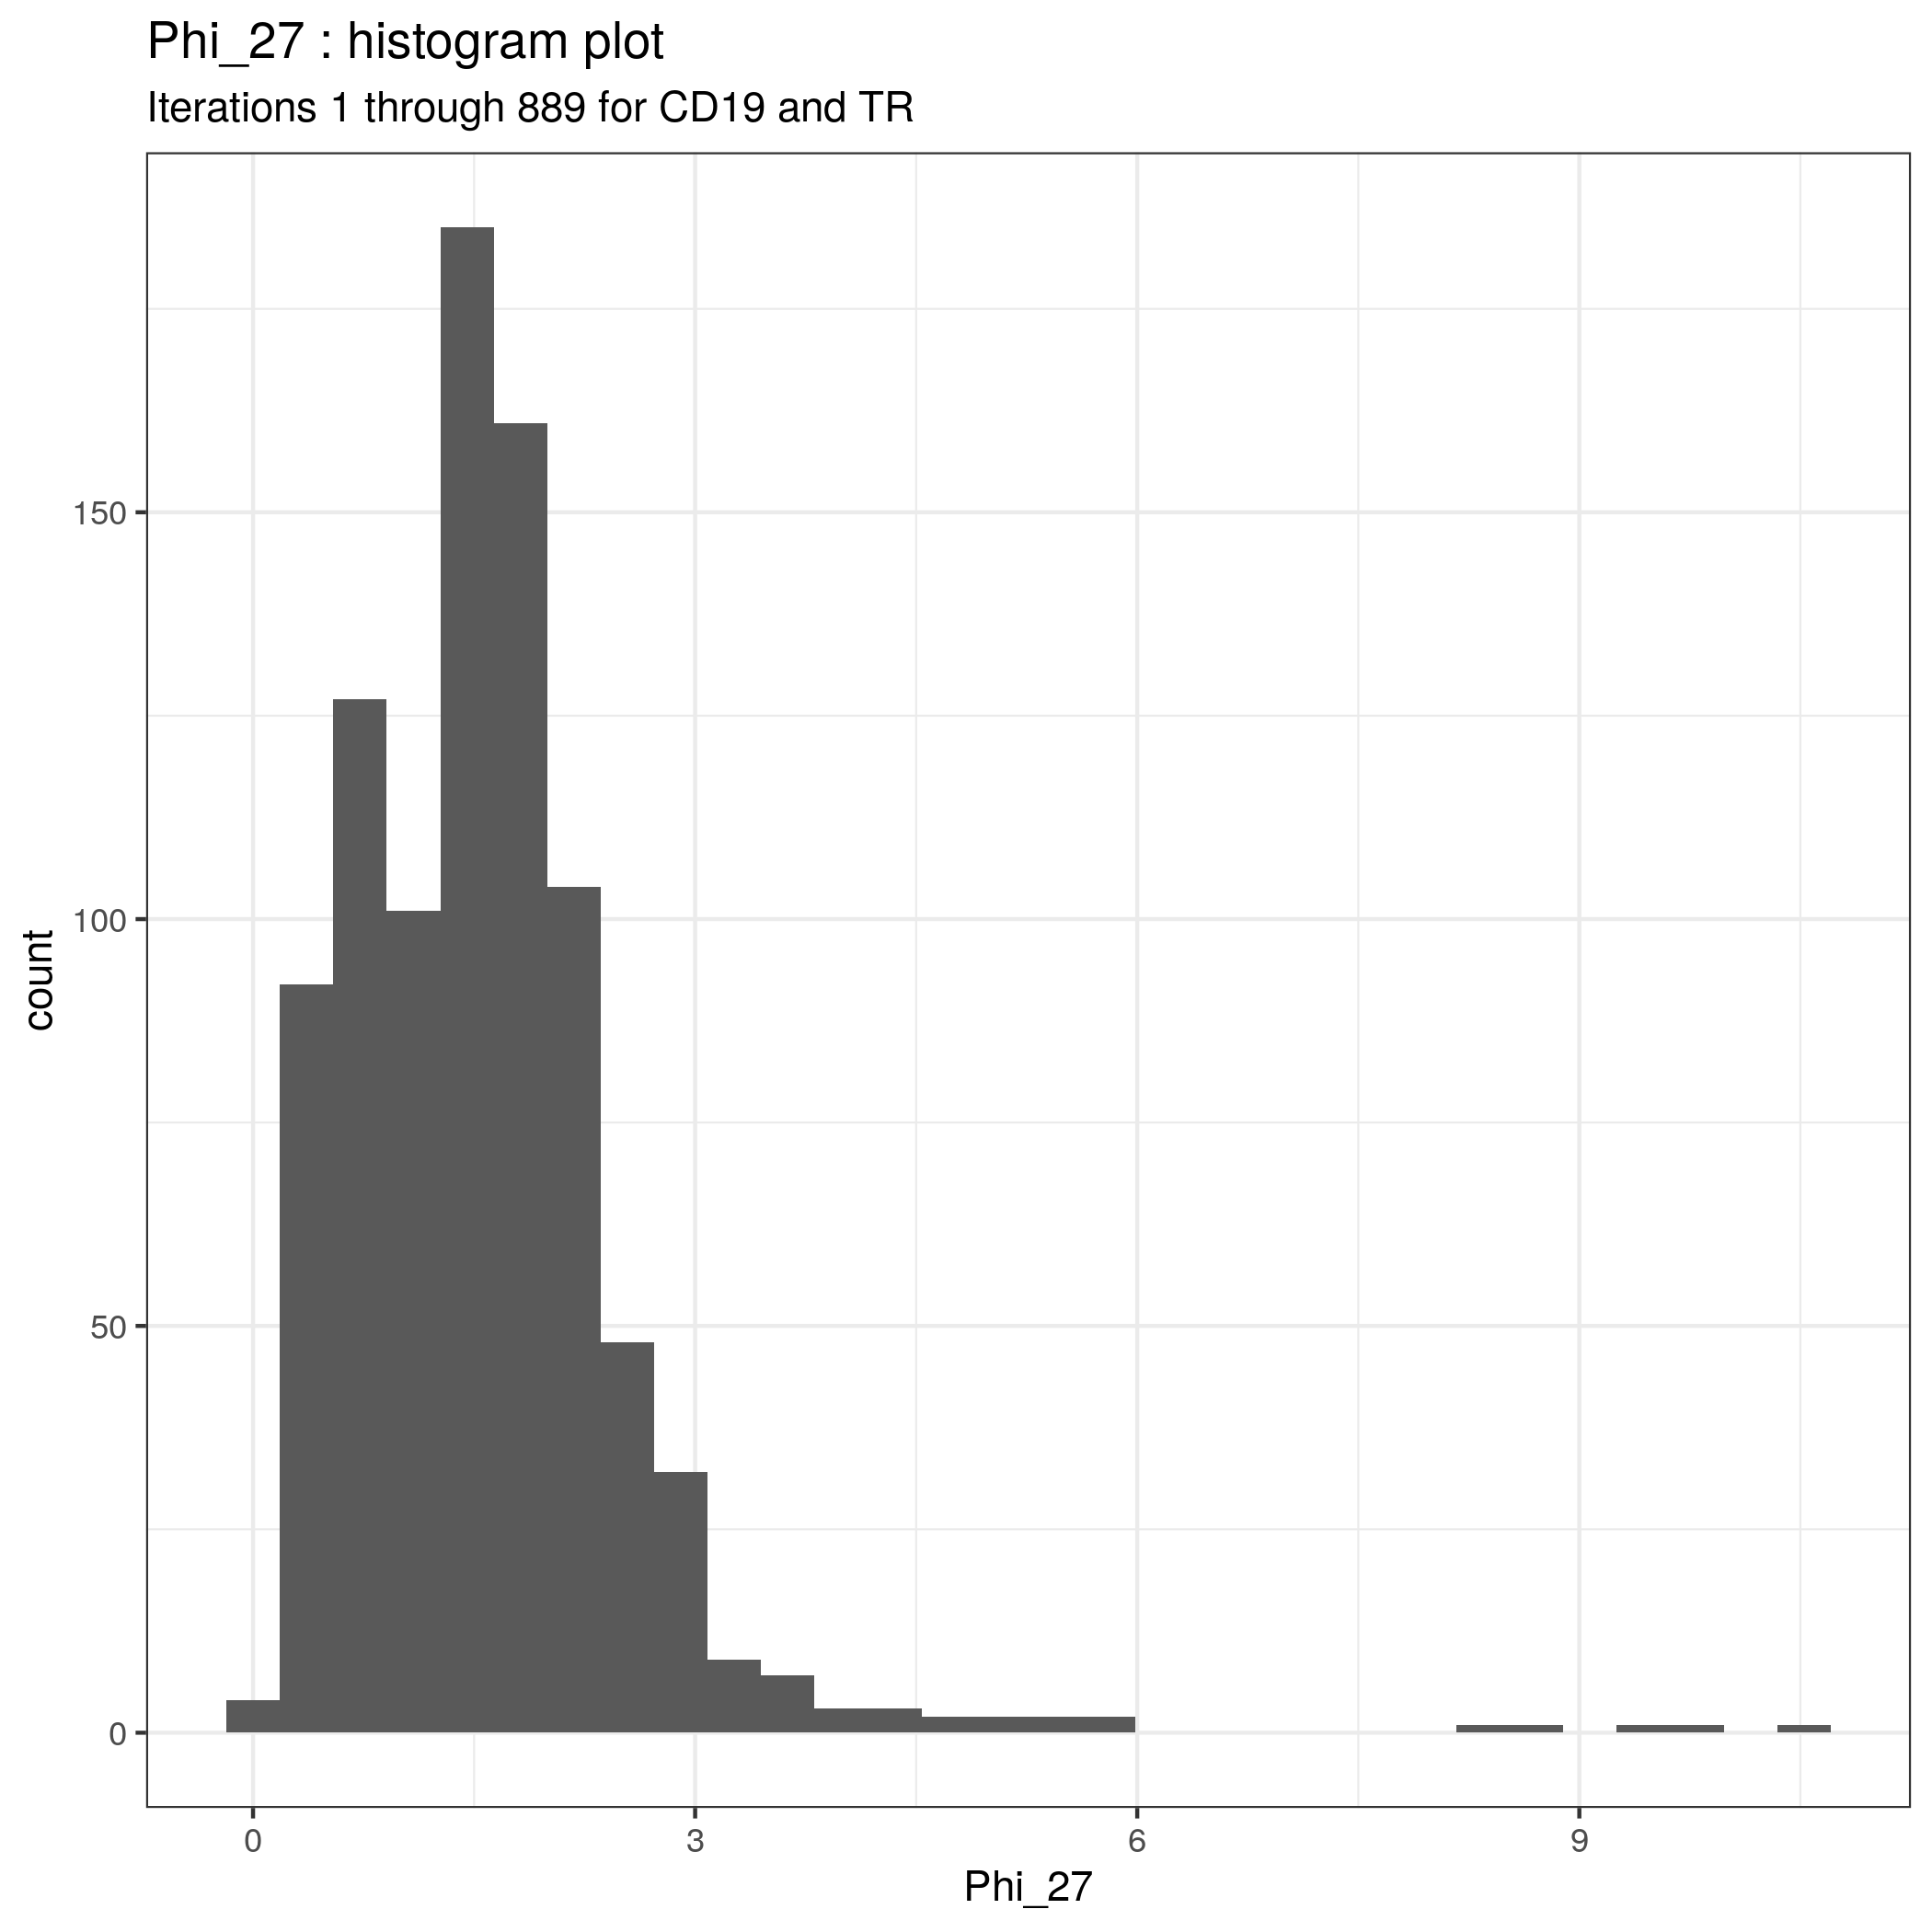 Phi_27 : histogram plot
Iterations 1 through 889 for CD19 and TR
count
150
100
50
0
0 3 6 9
Phi_27